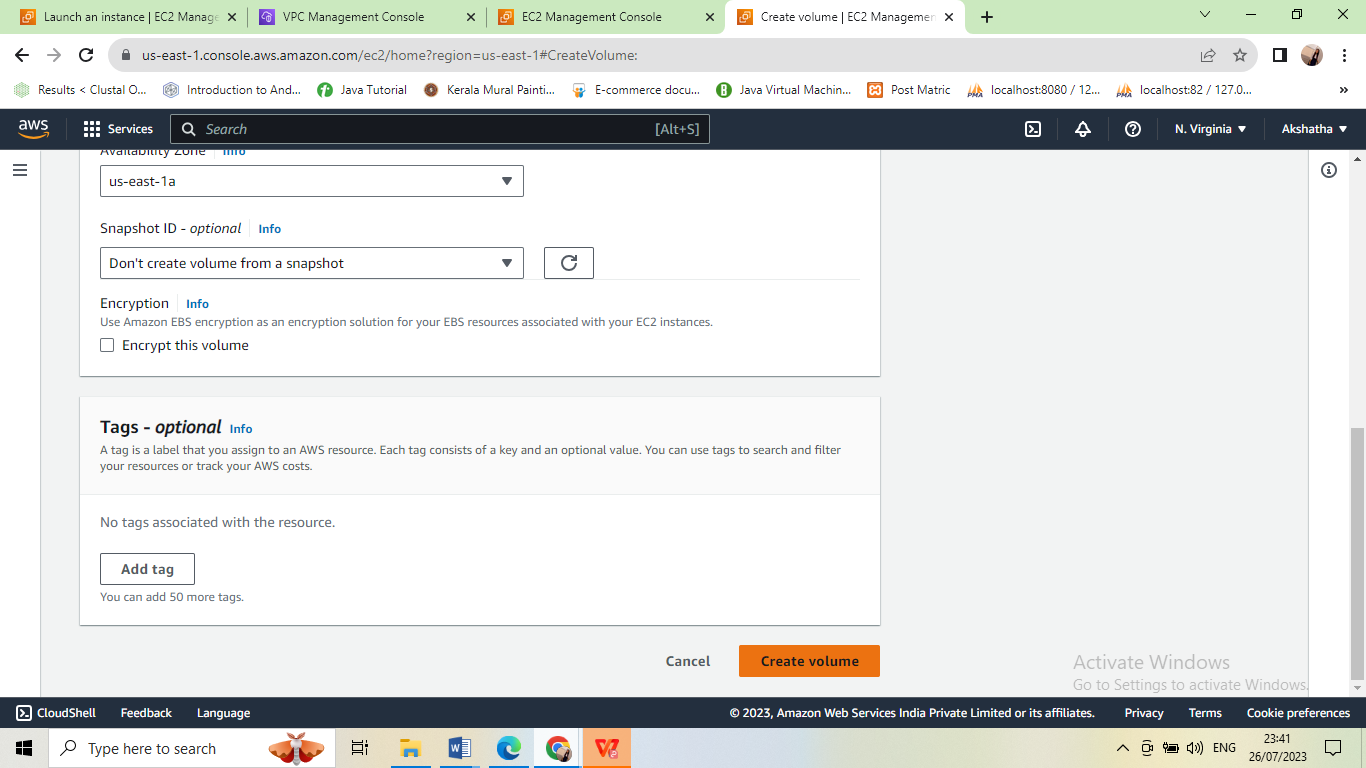 Launch an instance | EC2 Manage
VPC Management Console
EC2 Management Console
Create volume | EC2 Managemen
us-east-1.console.aws.amazon.com/ec2/home?region=us-east-1#CreateVolume:
Results < Clustal O...
Introduction to And...
Java Tutorial
Kerala Mural Painti...
E-commerce docu...
Java Virtual Machin...
Post Matric
localhost:8080 / 12...
localhost:82 / 127.0...
»
aws
Services
Search
[Alt+S]
N. Virginia
Akshatha
Availability Zone
Info
us-east-1a
Snapshot ID - optional
Info
Don't create volume from a snapshot
Encryption
Info
Use Amazon EBS encryption as an encryption solution for your EBS resources associated with your EC2 instances.
Encrypt this volume
Tags - optional
Info
A tag is a label that you assign to an AWS resource. Each tag consists of a key and an optional value. You can use tags to search and filter
your resources or track your AWS costs.
No tags associated with the resource.
Add tag
You can add 50 more tags.
Cancel
Create volume
Activate Windows
Go to Settings to activate Windows.
CloudShell
Feedback
Language
© 2023, Amazon Web Services India Private Limited or its affiliates.
Privacy
Terms
Cookie preferences
Type here to search
ENG
23:41
26/07/2023